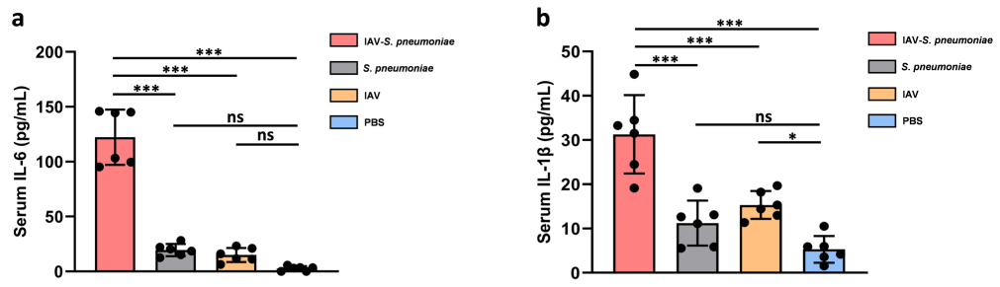 a
Serum IL-6 (pg/mL)
200
150
100
50
0
***
***
***
ns
ns
IAV-S. pneumoniae
S. pneumoniae
IAV
PBS
b
Serum IL-1β (pg/mL)
50
40
30
20
10
0
***
***
***
ns
*
IAV-S. pneumoniae
S. pneumoniae
IAV
PBS